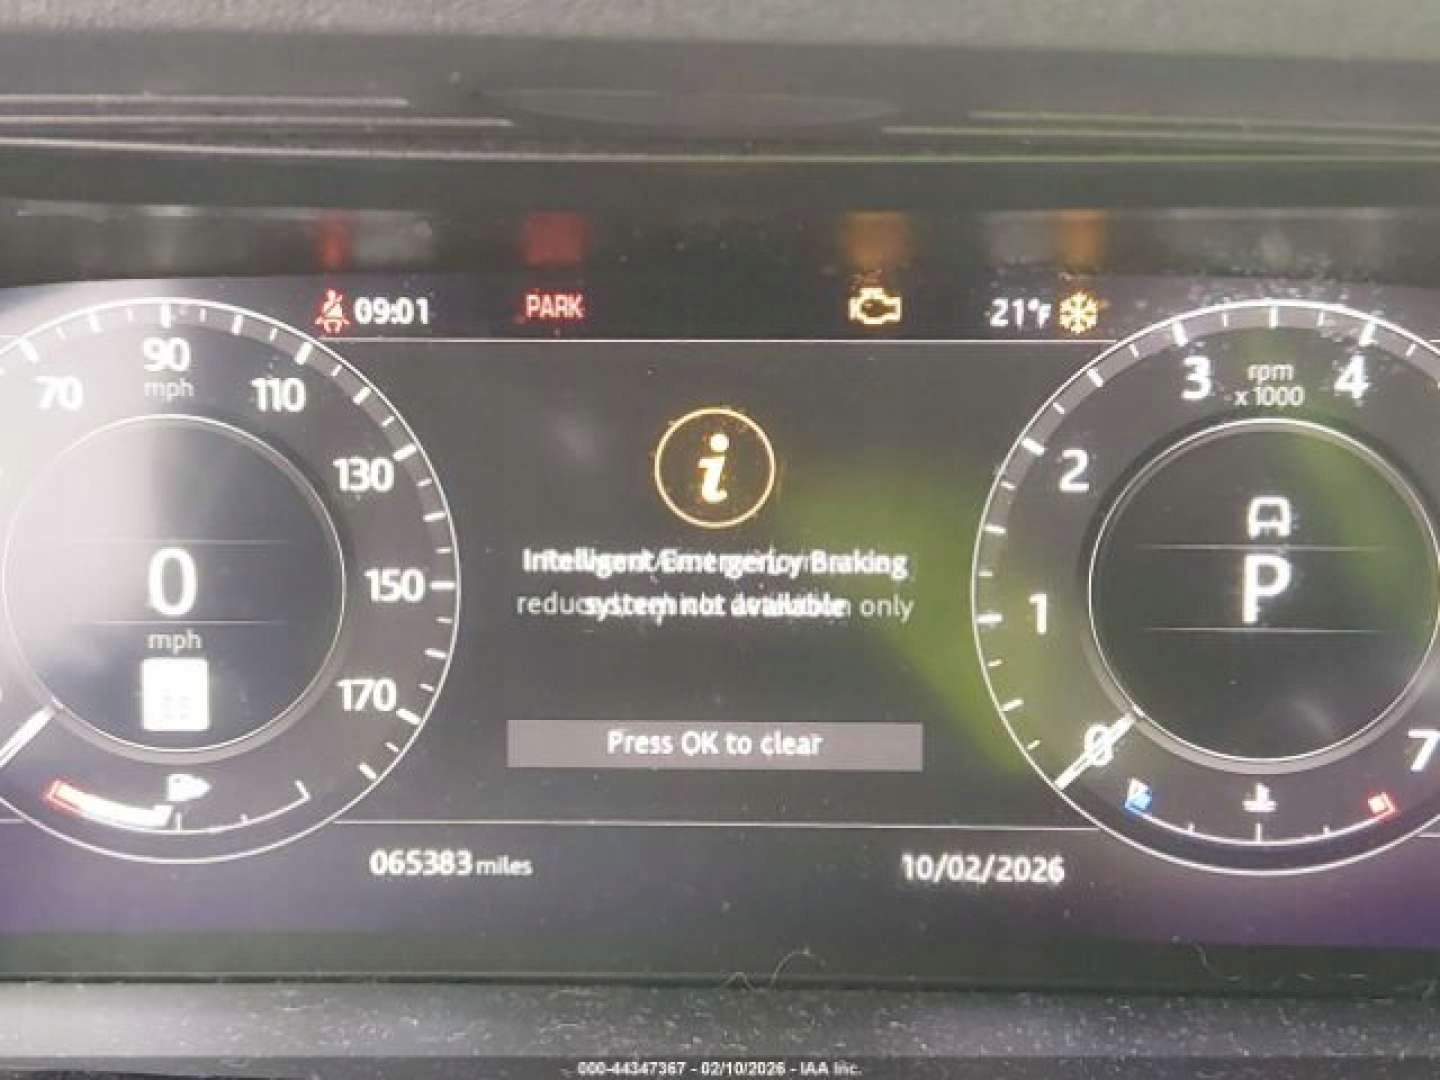 09:01
PARK
21°F
70
90
mph
110
130
150
170
0
mph
Intelligent Emergency Braking
system not available
only
Press OK to clear
1
2
3
rpm
x 1000
4
7
0
P
065383 miles
10/02/2026
000-44347367 - 02/10/2026 - IAA Inc.